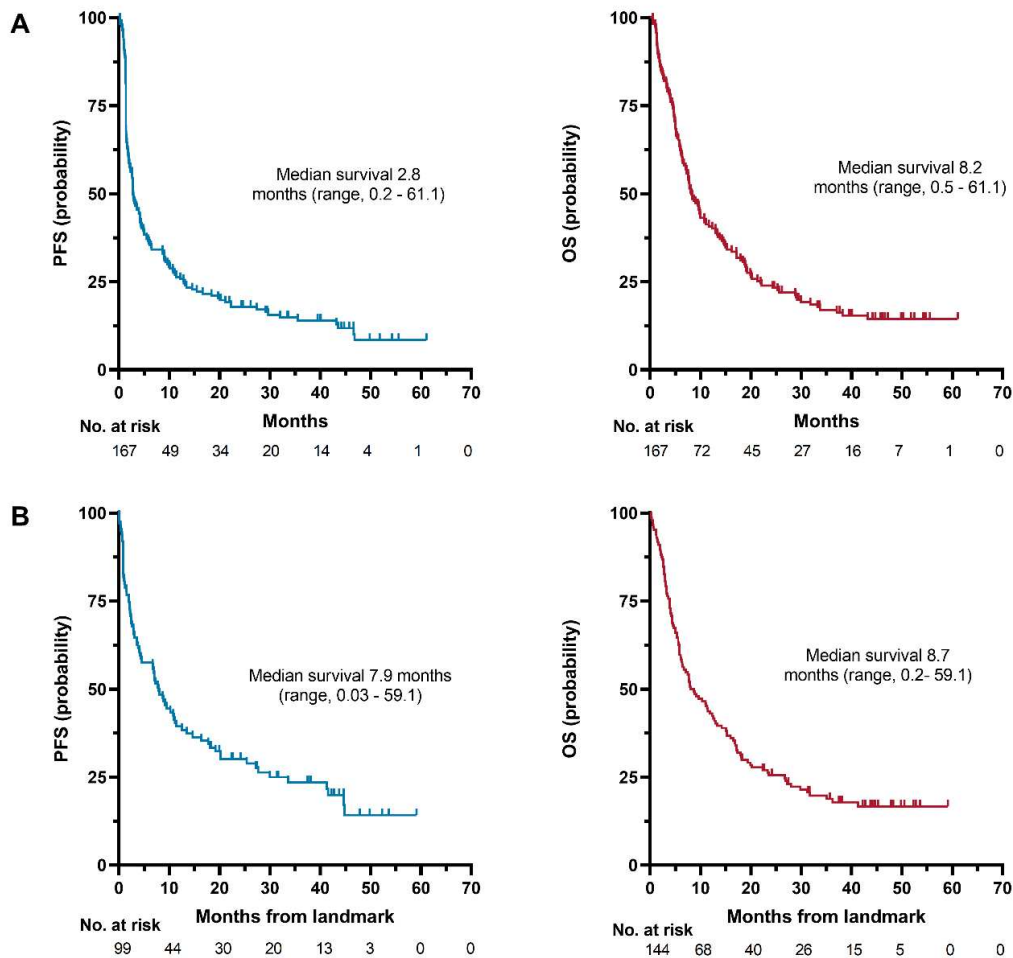 A
100
75
50
25
0
PFS (probability)
Median survival 2.8
months (range, 0.2 - 61.1)
0 10 20 30 40 50 60 70
Months
No. at risk
167 49 34 20 14 4 1 0
100
75
50
25
0
OS (probability)
Median survival 8.2
months (range, 0.5 - 61.1)
0 10 20 30 40 50 60 70
Months
No. at risk
167 72 45 27 16 7 1 0
B
100
75
50
25
0
PFS (probability)
Median survival 7.9 months
(range, 0.03 - 59.1)
0 10 20 30 40 50 60 70
Months from landmark
No. at risk
99 44 30 20 13 3 0 0
100
75
50
25
0
OS (probability)
Median survival 8.7
months (range, 0.2- 59.1)
0 10 20 30 40 50 60 70
Months from landmark
No. at risk
144 68 40 26 15 5 0 0